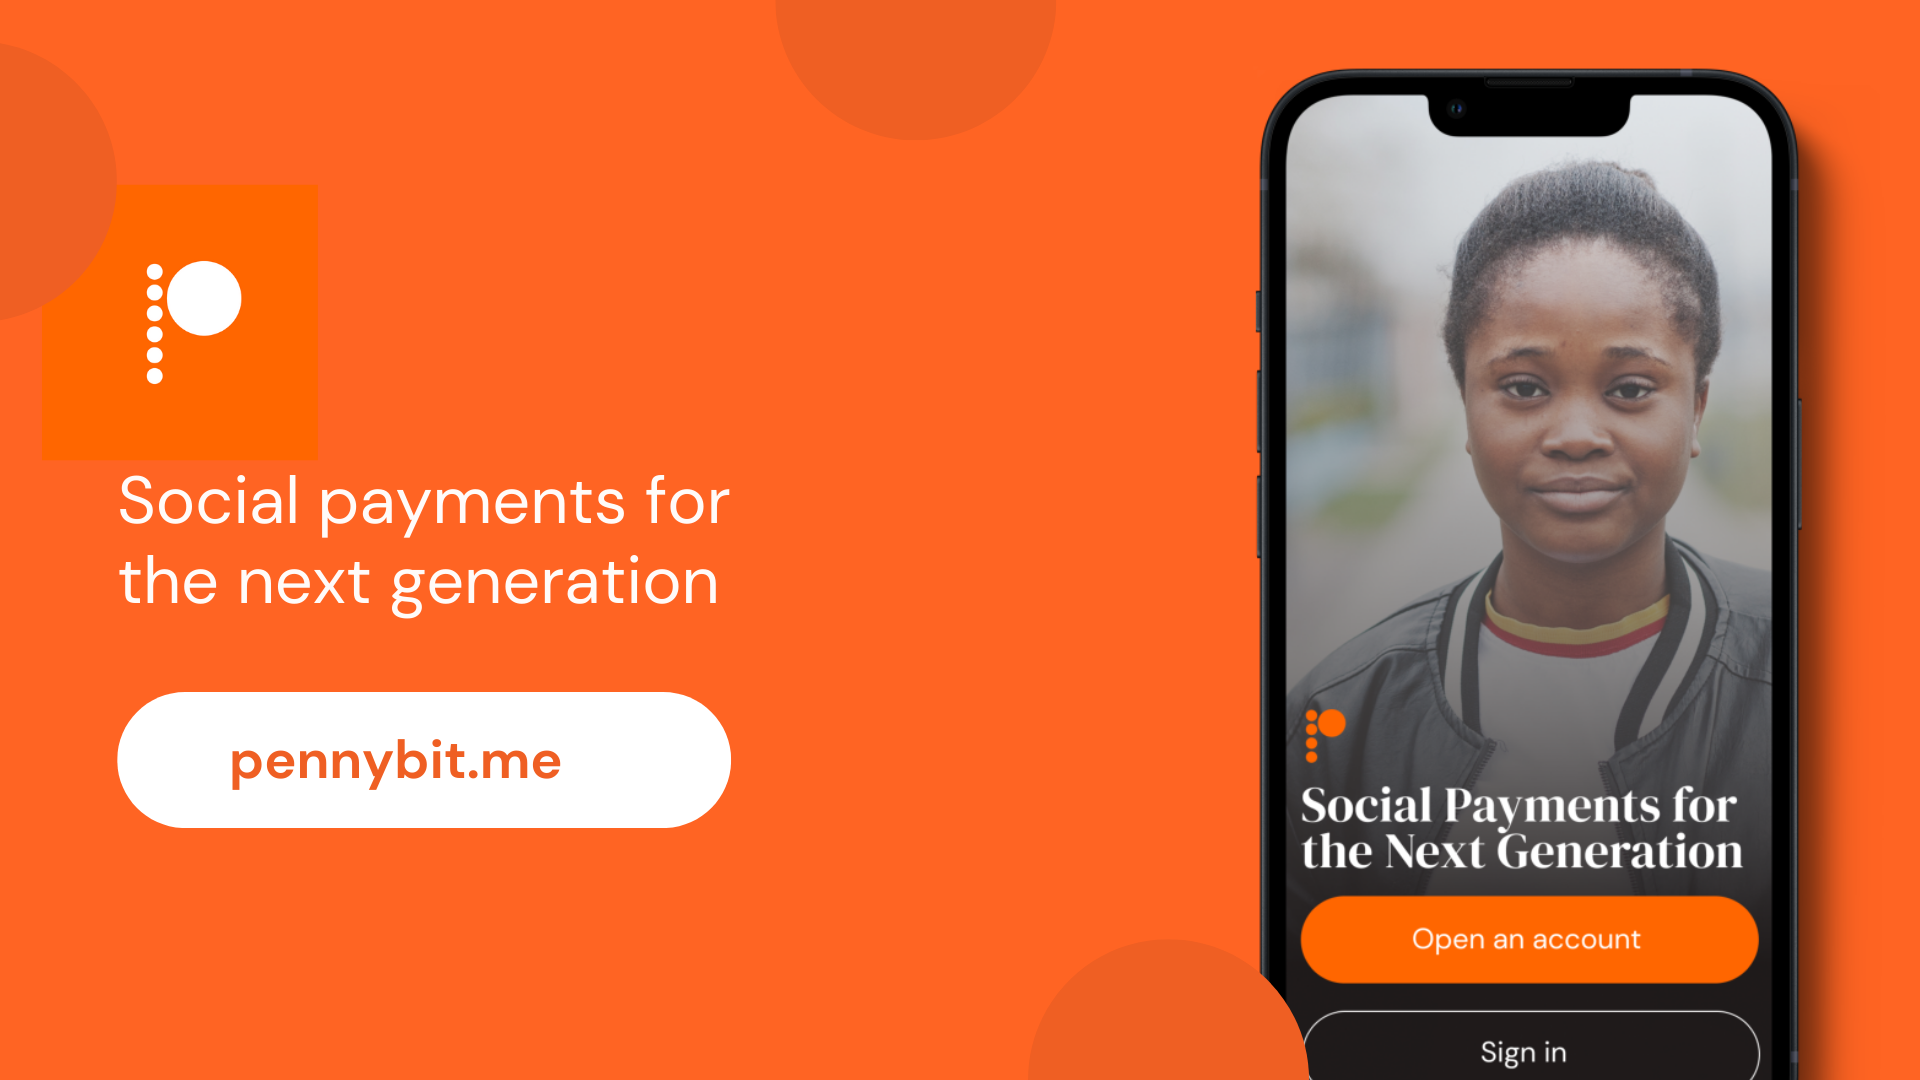 Social payments for
the next generation
pennybit.me
Social Payments for
the Next Generation
Open an account
Sign in